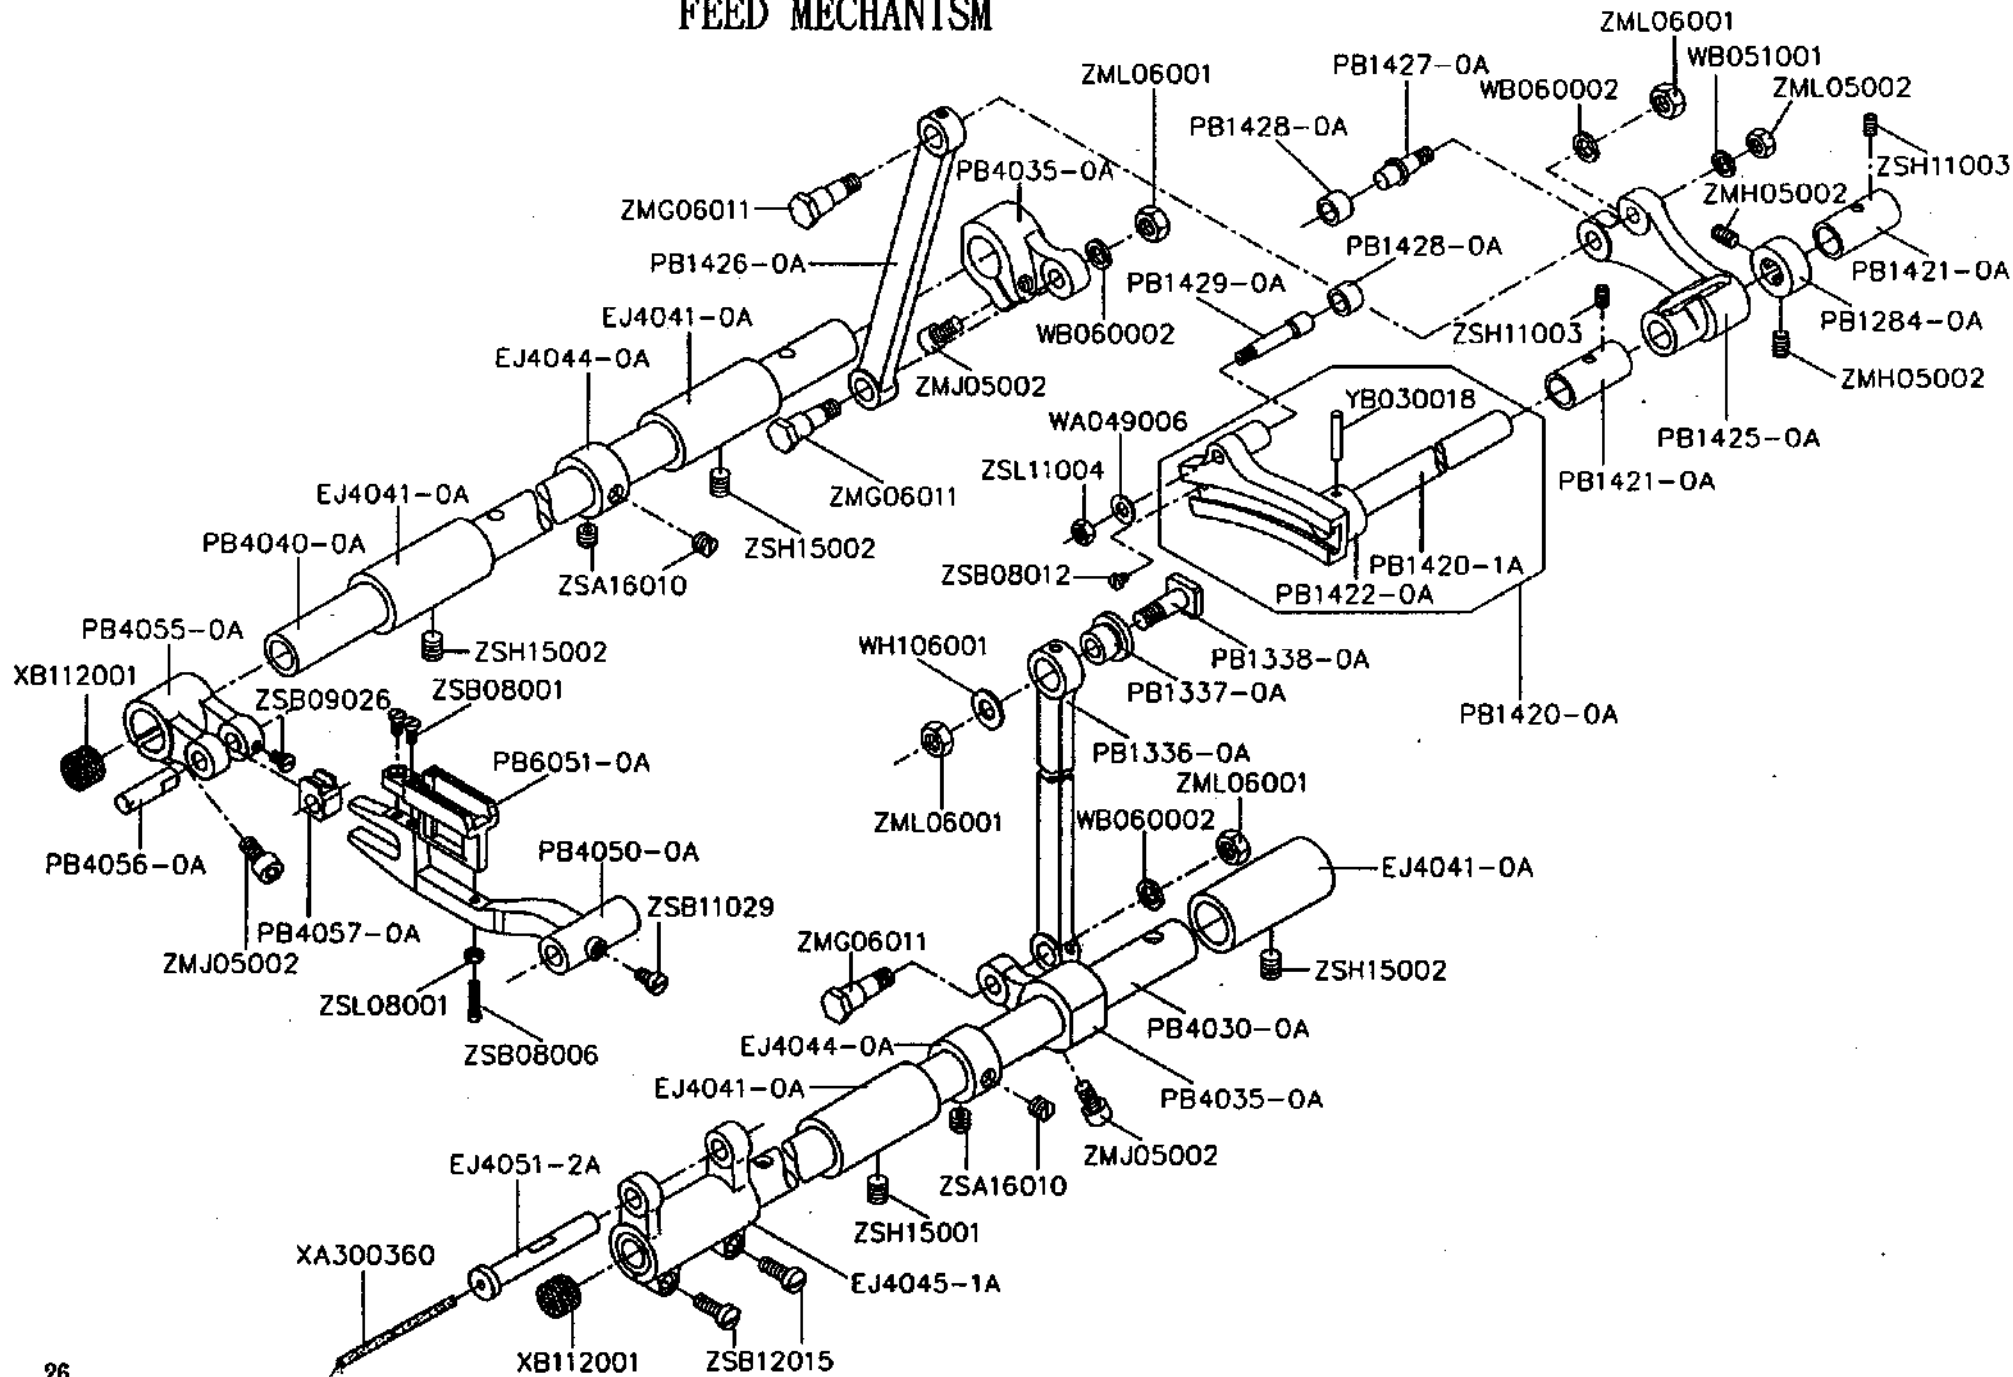 FEED MECHANISM
ZML06001
WB051001
ZML05002
PB1427-0A
WB060002
ZML06001
PB1428-0A
ZSH11003
PB4035-0A
ZMG06011
ZMH05002
PB1428-0A
PB1426-0A
PB1429-0A
PB1421-0A
EJ4041-0A
WB060002
ZSH11003
PB1284-0A
EJ4044-0A
ZMJ05002
ZMH05002
YB030018
WA049006
PB1425-0A
ZSL11004
PB1421-0A
ZMG06011
EJ4041-0A
ZSH15002
PB4040-0A
ZSA16010
ZSB08012
PB1420-1A
PB1422-0A
PB4055-0A
ZSH15002
WH106001
PB1338-0A
XB112001
ZSB09026
ZSB08001
PB1337-0A
PB1420-0A
PB6051-0A
PB1336-0A
ZML06001
ZML06001
WB060002
PB4056-0A
PB4050-0A
EJ4041-0A
ZSB11029
PB4057-0A
ZMJ05002
ZMG06011
ZSH15002
ZSL08001
PB4030-0A
ZSB08006
EJ4044-0A
EJ4041-0A
PB4035-0A
EJ4051-2A
ZMJ05002
ZSA16010
ZSH15001
XA300360
EJ4045-1A
XB112001
ZSB12015
26